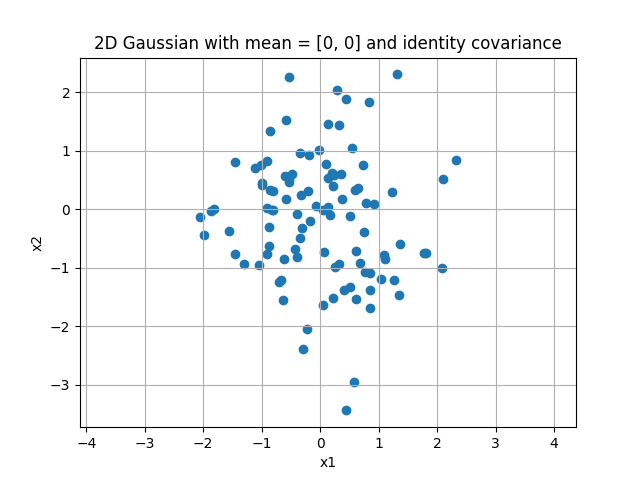 2D Gaussian with mean = [0, 0] and identity covariance
2
1
0
−1
−2
−3
x2
−4 −3 −2 −1 0 1 2 3 4
x1